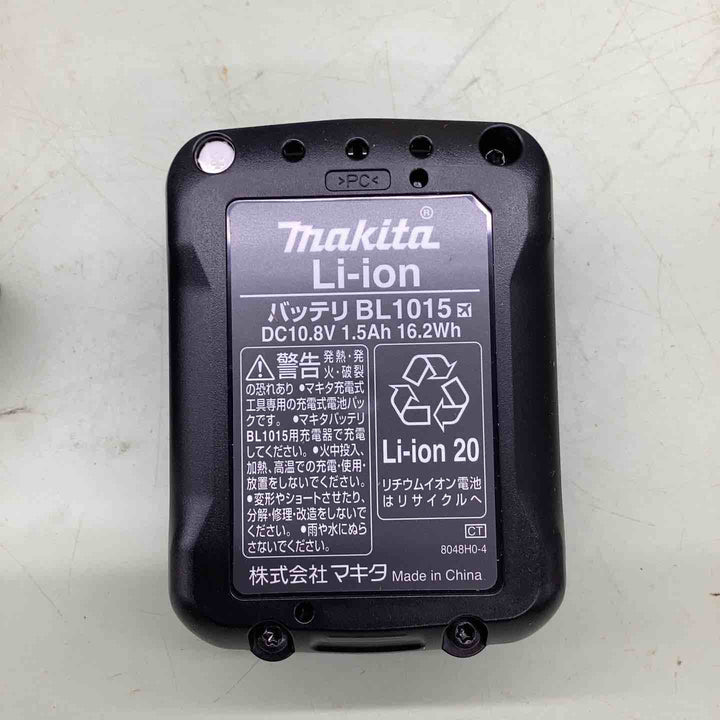 >PC<
makita®
Li-ion
バッテリ BL1015
DC10.8V 1.5Ah 16.2Wh
警告 発熱・発
火・破裂
の恐れあり ●マキタ充電式
工具専用の充電式電池パッ
クです。 ●マキタバッテリ
BL1015用充電器で充電
してください。 ●火中投入、
加熱、高温での充電・使用・
放置をしないでください。
●変形やショートさせたり、
分解・修理・改造をしないで
ください。 ●雨や水にぬら
さないでください。
Li-ion 20
リチウムイオン電池
はリサイクルへ
CT
8048H0-4
株式会社 マキタ Made in China